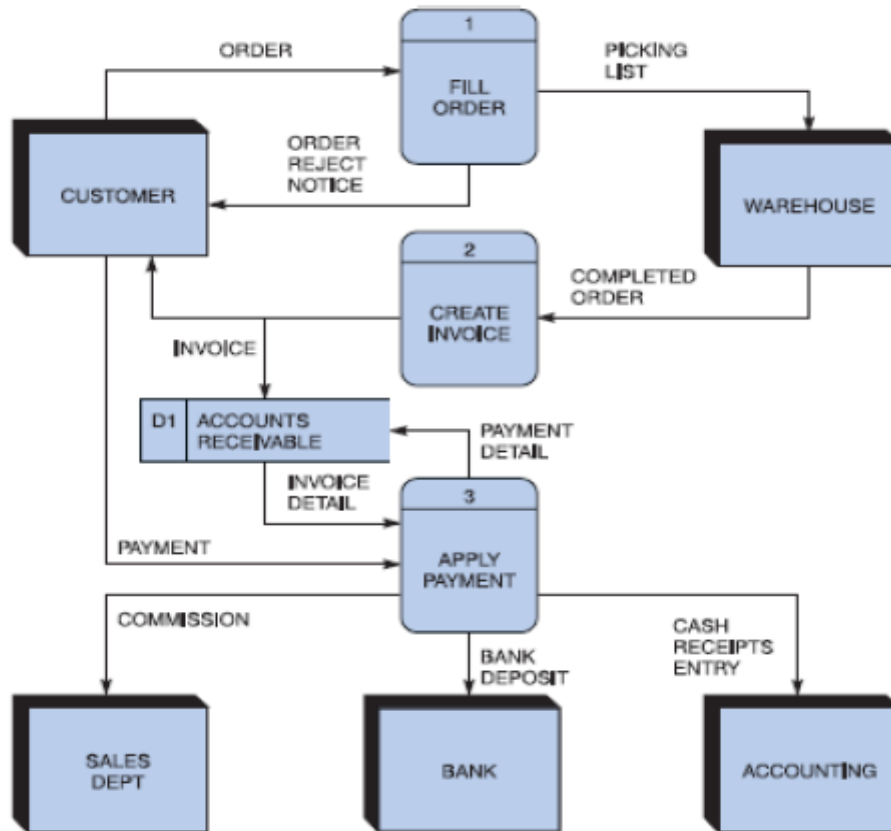 1
ORDER
PICKING
LIST
FILL
ORDER
ORDER
REJECT
NOTICE
CUSTOMER
WAREHOUSE
2
COMPLETED
ORDER
CREATE
INVOICE
INVOICE
D1
ACCOUNTS
RECEIVABLE
PAYMENT
DETAIL
INVOICE
DETAIL
3
PAYMENT
APPLY
PAYMENT
COMMISSION
CASH
RECEIPTS
ENTRY
BANK
DEPOSIT
SALES
DEPT
BANK
ACCOUNTING